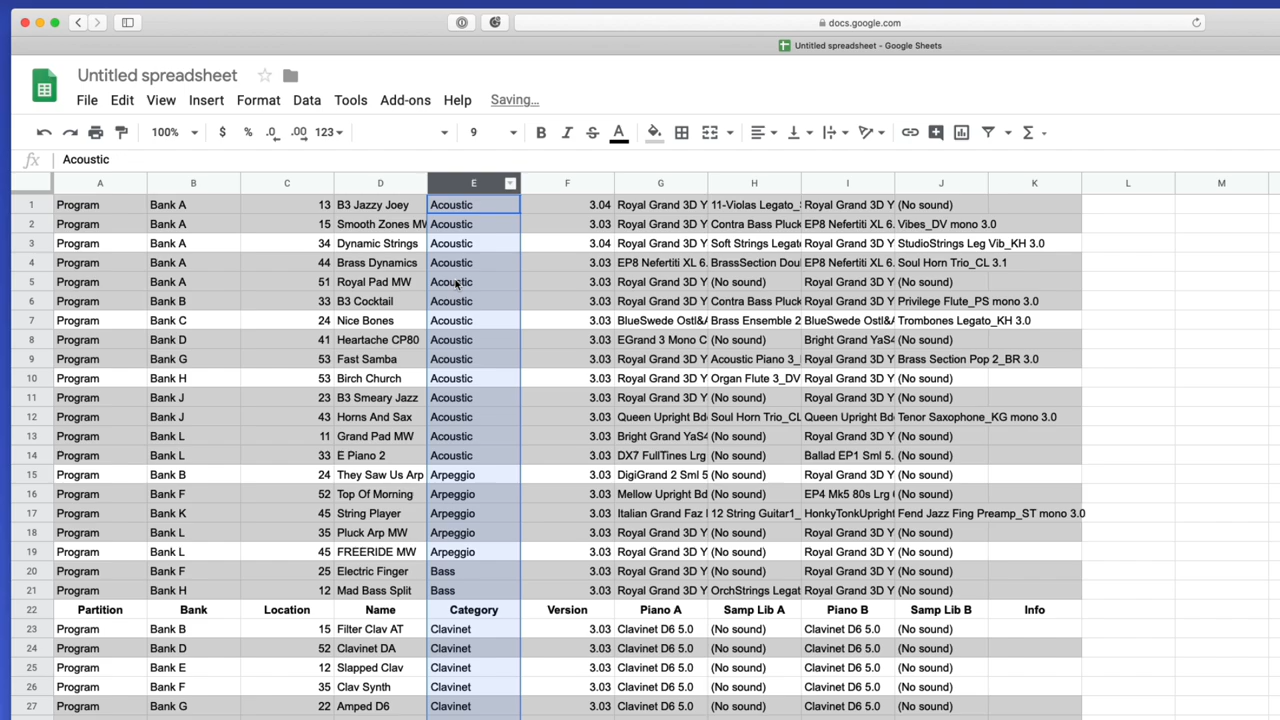 docs.google.com
Untitled spreadsheet - Google Sheets
Untitled spreadsheet
File Edit View Insert Format Data Tools Add-ons Help Saving...
100% $ % .0 .00 123 9 B I S A
fx Acoustic
A B C D E F G H I J K L M
1 Program Bank A 13 B3 Jazzy Joey Acoustic 3.04 Royal Grand 3D Y 11-Violas Legato_ Royal Grand 3D Y (No sound)
2 Program Bank A 15 Smooth Zones MW Acoustic 3.03 Royal Grand 3D Y Contra Bass Pluck EP8 Nefertiti XL 6. Vibes_DV mono 3.0
3 Program Bank A 34 Dynamic Strings Acoustic 3.04 Royal Grand 3D Y Soft Strings Legat Royal Grand 3D Y StudioStrings Leg Vib_KH 3.0
4 Program Bank A 44 Brass Dynamics Acoustic 3.03 EP8 Nefertiti XL 6. BrassSection Dou EP8 Nefertiti XL 6. Soul Horn Trio_CL 3.1
5 Program Bank A 51 Royal Pad MW Acoustic 3.03 Royal Grand 3D Y (No sound) Royal Grand 3D Y (No sound)
6 Program Bank B 33 B3 Cocktail Acoustic 3.03 Royal Grand 3D Y Contra Bass Pluck Royal Grand 3D Y Privilege Flute_PS mono 3.0
7 Program Bank C 24 Nice Bones Acoustic 3.03 BlueSwede Ostl&A Brass Ensemble 2 BlueSwede Ostl&A Trombones Legato_KH 3.0
8 Program Bank D 41 Heartache CP80 Acoustic 3.03 EGrand 3 Mono C (No sound) Bright Grand YaS4 (No sound)
9 Program Bank G 53 Fast Samba Acoustic 3.03 Royal Grand 3D Y Acoustic Piano 3_ Royal Grand 3D Y Brass Section Pop 2_BR 3.0
10 Program Bank H 53 Birch Church Acoustic 3.03 Royal Grand 3D Y Organ Flute 3_DV Royal Grand 3D Y (No sound)
11 Program Bank J 23 B3 Smeary Jazz Acoustic 3.03 Royal Grand 3D Y (No sound) Royal Grand 3D Y (No sound)
12 Program Bank J 43 Horns And Sax Acoustic 3.03 Queen Upright Bd Soul Horn Trio_CL Queen Upright Bd Tenor Saxophone_KG mono 3.0
13 Program Bank L 11 Grand Pad MW Acoustic 3.03 Bright Grand YaS4 (No sound) Royal Grand 3D Y (No sound)
14 Program Bank L 33 E Piano 2 Acoustic 3.03 DX7 FullTines Lrg (No sound) Ballad EP1 Sml 5. (No sound)
15 Program Bank B 24 They Saw Us Arp Arpeggio 3.03 DigiGrand 2 Sml 5 (No sound) Royal Grand 3D Y (No sound)
16 Program Bank F 52 Top Of Morning Arpeggio 3.03 Mellow Upright Bd (No sound) EP4 Mk5 80s Lrg (No sound)
17 Program Bank K 45 String Player Arpeggio 3.03 Italian Grand Faz 12 String Guitar1_ HonkyTonkUpright Fend Jazz Fing Preamp_ST mono 3.0
18 Program Bank L 35 Pluck Arp MW Arpeggio 3.03 Royal Grand 3D Y (No sound) Royal Grand 3D Y (No sound)
19 Program Bank L 45 FREERIDE MW Arpeggio 3.03 Royal Grand 3D Y (No sound) Royal Grand 3D Y (No sound)
20 Program Bank F 25 Electric Finger Bass 3.03 Royal Grand 3D Y (No sound) Royal Grand 3D Y (No sound)
21 Program Bank H 12 Mad Bass Split Bass 3.03 Royal Grand 3D Y OrchStrings Legat Royal Grand 3D Y (No sound)
22 Partition Bank Location Name Category Version Piano A Samp Lib A Piano B Samp Lib B Info
23 Program Bank B 15 Filter Clav AT Clavinet 3.03 Clavinet D6 5.0 (No sound) Clavinet D6 5.0 (No sound)
24 Program Bank D 52 Clavinet DA Clavinet 3.03 Clavinet D6 5.0 (No sound) Clavinet D6 5.0 (No sound)
25 Program Bank E 12 Slapped Clav Clavinet 3.03 Clavinet D6 5.0 (No sound) Clavinet D6 5.0 (No sound)
26 Program Bank F 35 Clav Synth Clavinet 3.03 Clavinet D6 5.0 (No sound) Clavinet D6 5.0 (No sound)
27 Program Bank G 22 Amped D6 Clavinet 3.03 Clavinet D6 5.0 (No sound) Clavinet D6 5.0 (No sound)